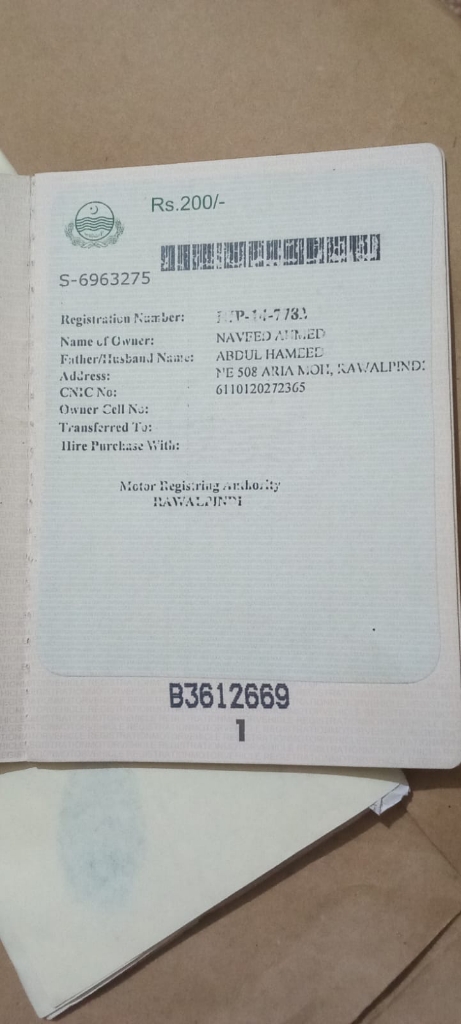 Rs.200/-
S-6963275
Registration Number:
Name of Owner: NAVEED AHMED
Father/Husband Name: ABDUL HAMEED
Address: NE 508 ARIA MOH, RAWALPINDI
CNIC No: 6110120272365
Owner Cell No:
Transferred To:
Hire Purchase With:
Motor Registring Authority
RAWALPINDI
B3612669
1